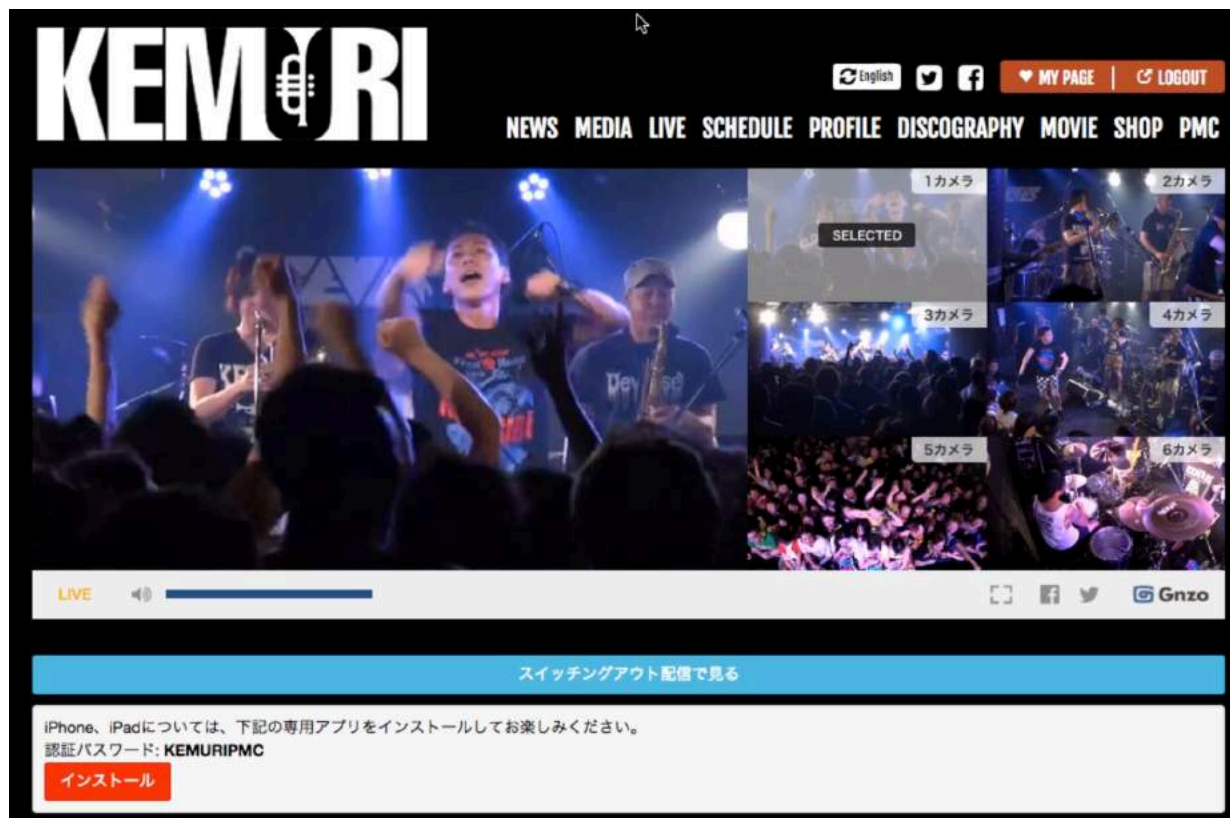 KEMURI
English
MY PAGE | LOGOUT
NEWS MEDIA LIVE SCHEDULE PROFILE DISCOGRAPHY MOVIE SHOP PMC
1カメラ
2カメラ
SELECTED
3カメラ
4カメラ
5カメラ
6カメラ
LIVE
Gnzo
スイッチングアウト配信で見る
iPhone、iPadについては、下記の専用アプリをインストールしてお楽しみください。
認証パスワード: KEMURIPMC
インストール